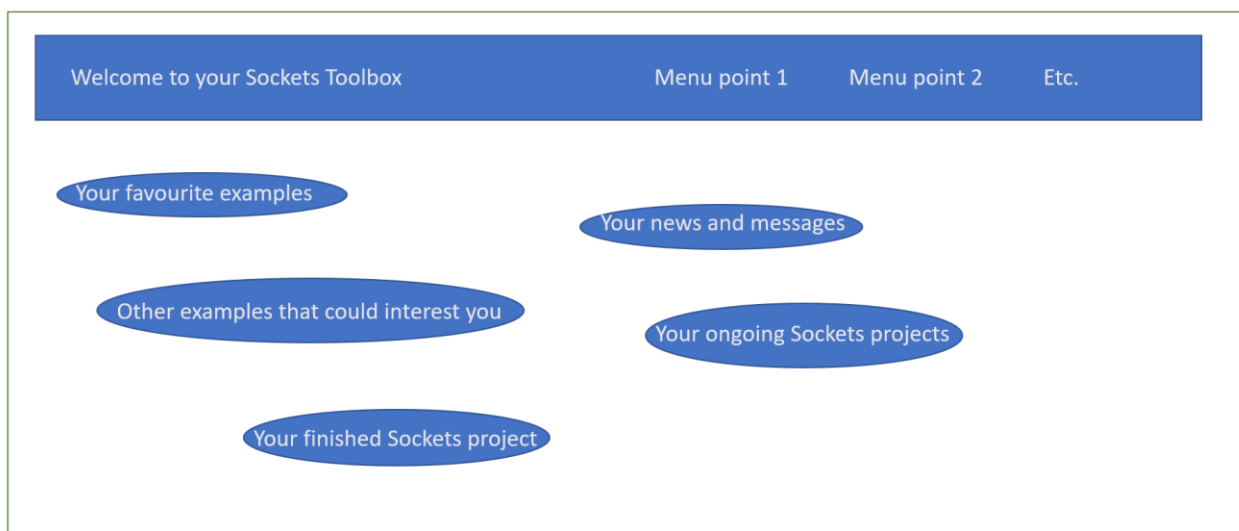 Welcome to your Sockets Toolbox Menu point 1 Menu point 2 Etc.
Your favourite examples
Your news and messages
Other examples that could interest you
Your ongoing Sockets projects
Your finished Sockets project